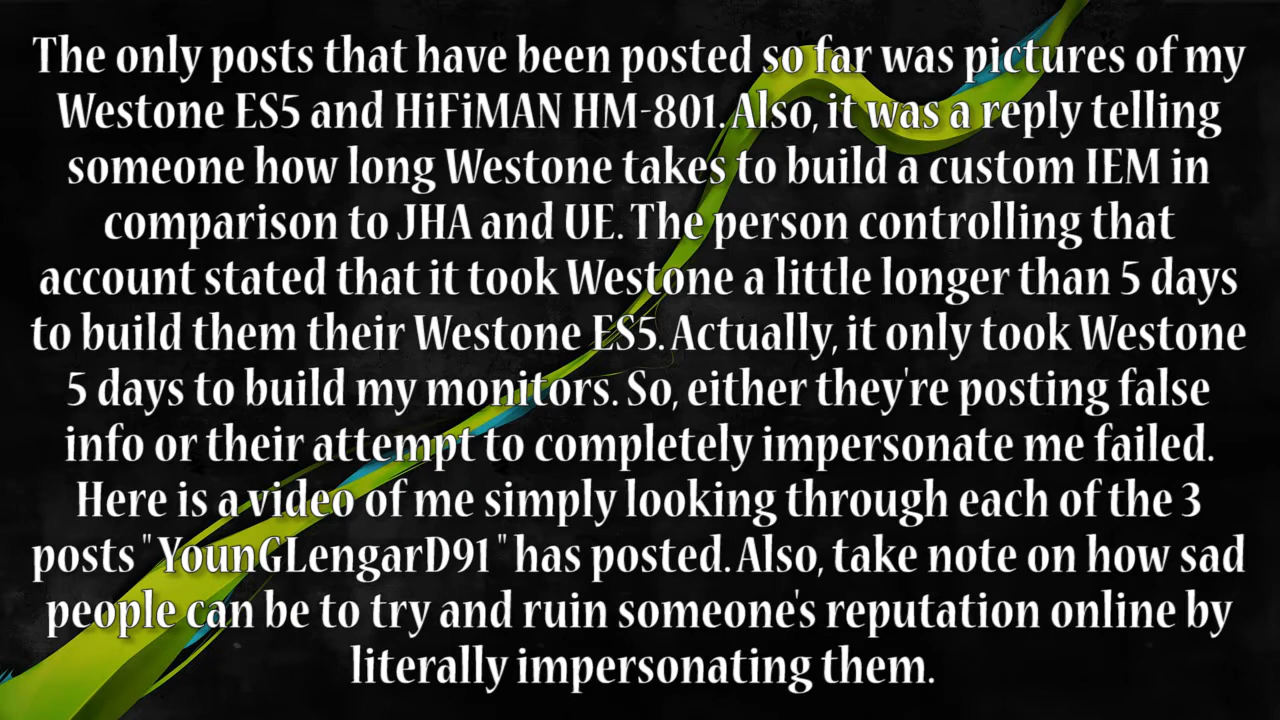 The only posts that have been posted so far was pictures of my
Westone ES5 and HiFiMAN HM-801. Also, it was a reply telling
someone how long Westone takes to build a custom IEM in
comparison to JHA and UE. The person controlling that
account stated that it took Westone a little longer than 5 days
to build them their Westone ES5. Actually, it only took Westone
5 days to build my monitors. So, either they're posting false
info or their attempt to completely impersonate me failed.
Here is a video of me simply looking through each of the 3
posts "YounGLengarD91" has posted. Also, take note on how sad
people can be to try and ruin someone's reputation online by
literally impersonating them.